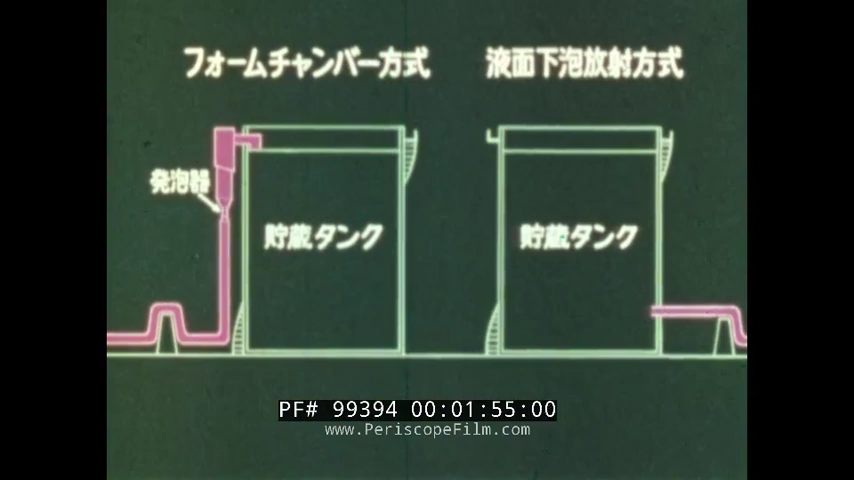 フォームチャンバー方式
液面下泡放射方式
発泡器
貯蔵タンク
貯蔵タンク
PF# 99394 00:01:55:00
www.PeriscopeFilm.com